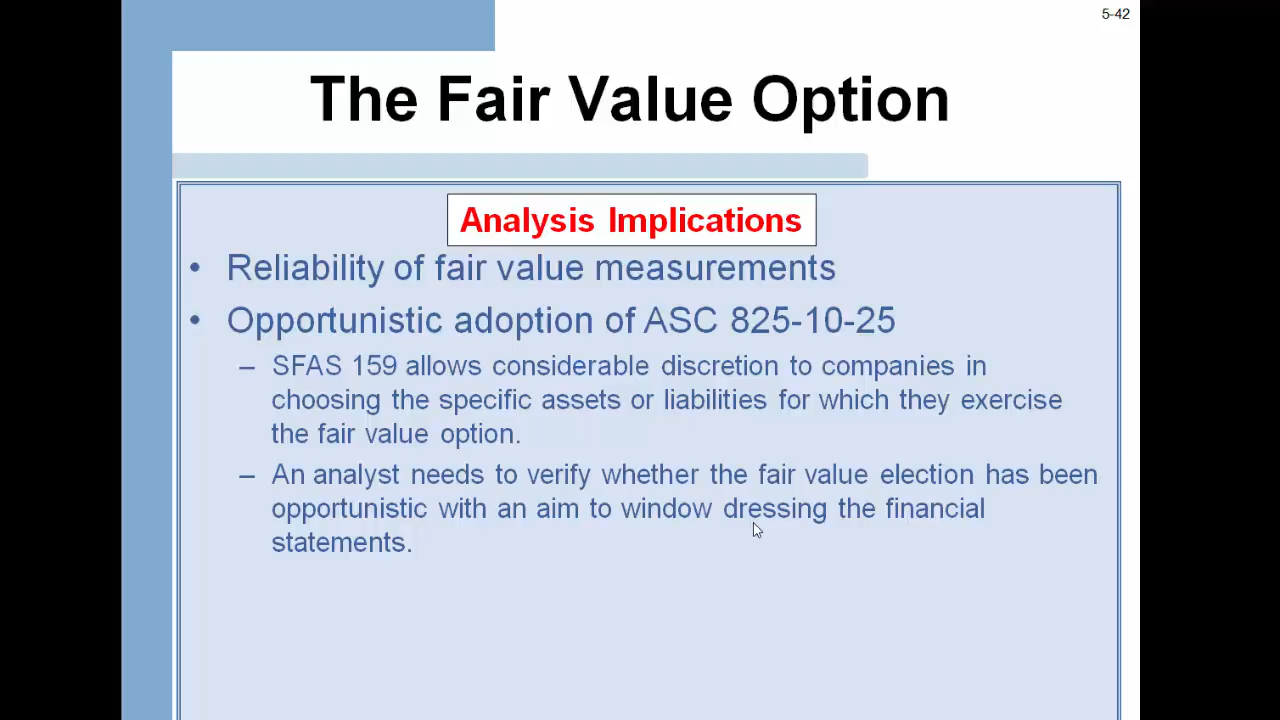 5-42
The Fair Value Option
Analysis Implications
• Reliability of fair value measurements
• Opportunistic adoption of ASC 825-10-25
– SFAS 159 allows considerable discretion to companies in
choosing the specific assets or liabilities for which they exercise
the fair value option.
– An analyst needs to verify whether the fair value election has been
opportunistic with an aim to window dressing the financial
statements.